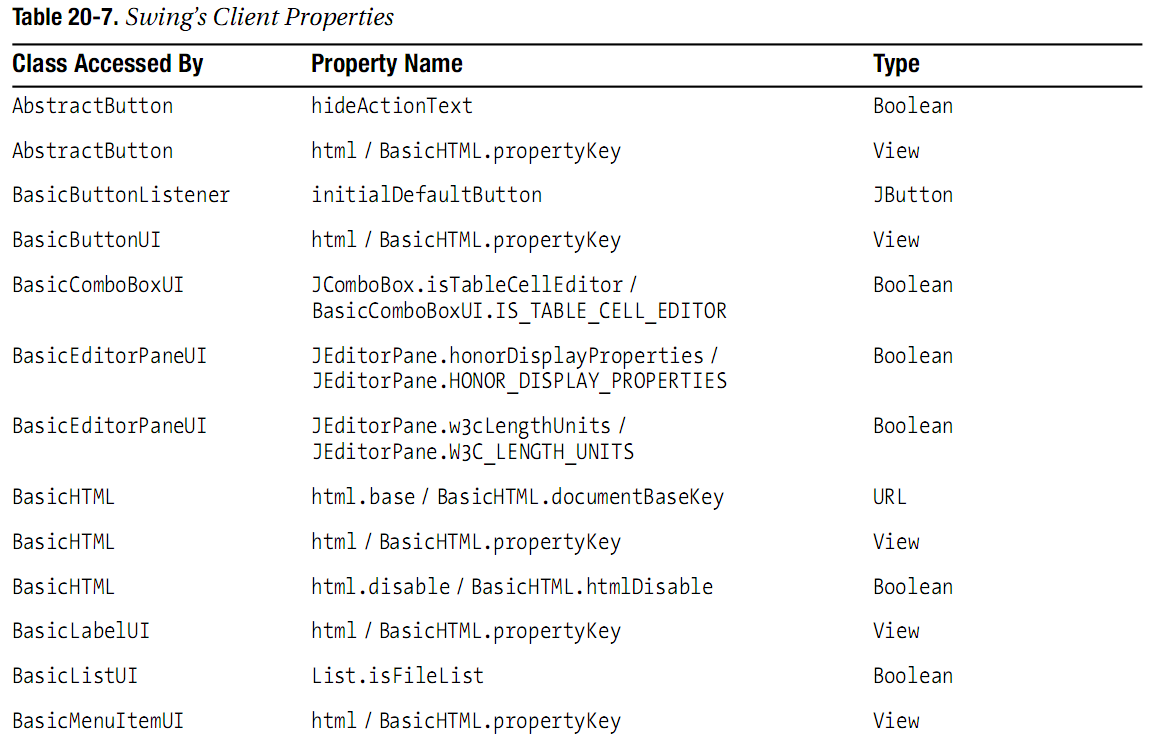 Table 20-7. Swing’s Client Properties
Class Accessed By Property Name Type
AbstractButton hideActionText Boolean
AbstractButton html / BasicHTML.propertyKey View
BasicButtonListener initialDefaultButton JButton
BasicButtonUI html / BasicHTML.propertyKey View
BasicComboBoxUI JComboBox.isTableCellEditor / Boolean
BasicComboBoxUI.IS_TABLE_CELL_EDITOR
BasicEditorPaneUI JEditorPane.honorDisplayProperties / Boolean
JEditorPane.HONOR_DISPLAY_PROPERTIES
BasicEditorPaneUI JEditorPane.w3cLengthUnits / Boolean
JEditorPane.W3C_LENGTH_UNITS
BasicHTML html.base / BasicHTML.documentBaseKey URL
BasicHTML html / BasicHTML.propertyKey View
BasicHTML html.disable / BasicHTML.htmlDisable Boolean
BasicLabelUI html / BasicHTML.propertyKey View
BasicListUI List.isFileList Boolean
BasicMenuItemUI html / BasicHTML.propertyKey View